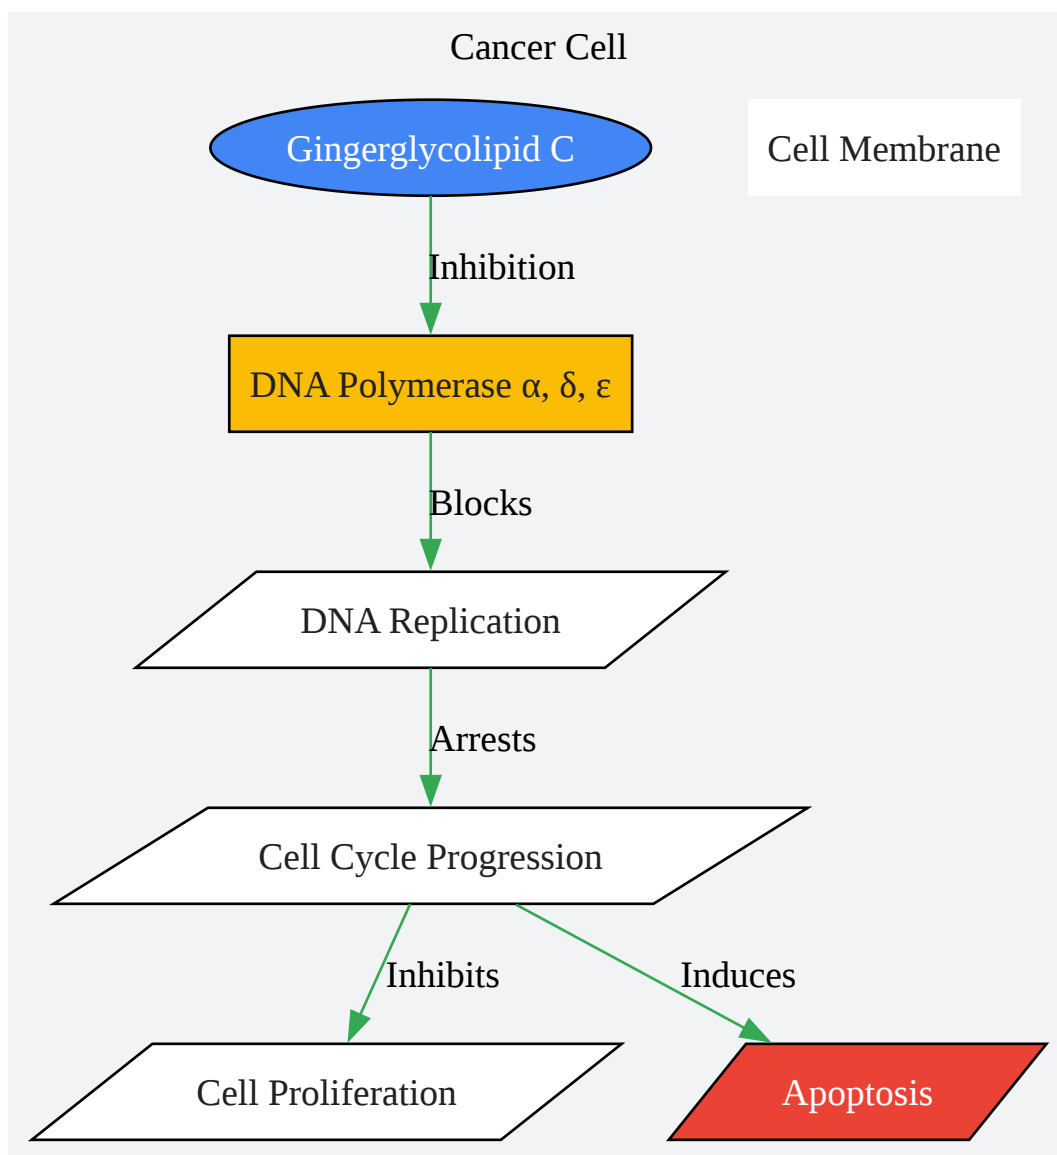 Cancer Cell
Gingerglycolipid C
Cell Membrane
Inhibition
DNA Polymerase α, δ, ε
Blocks
DNA Replication
Arrests
Cell Cycle Progression
Inhibits
Induces
Cell Proliferation
Apoptosis